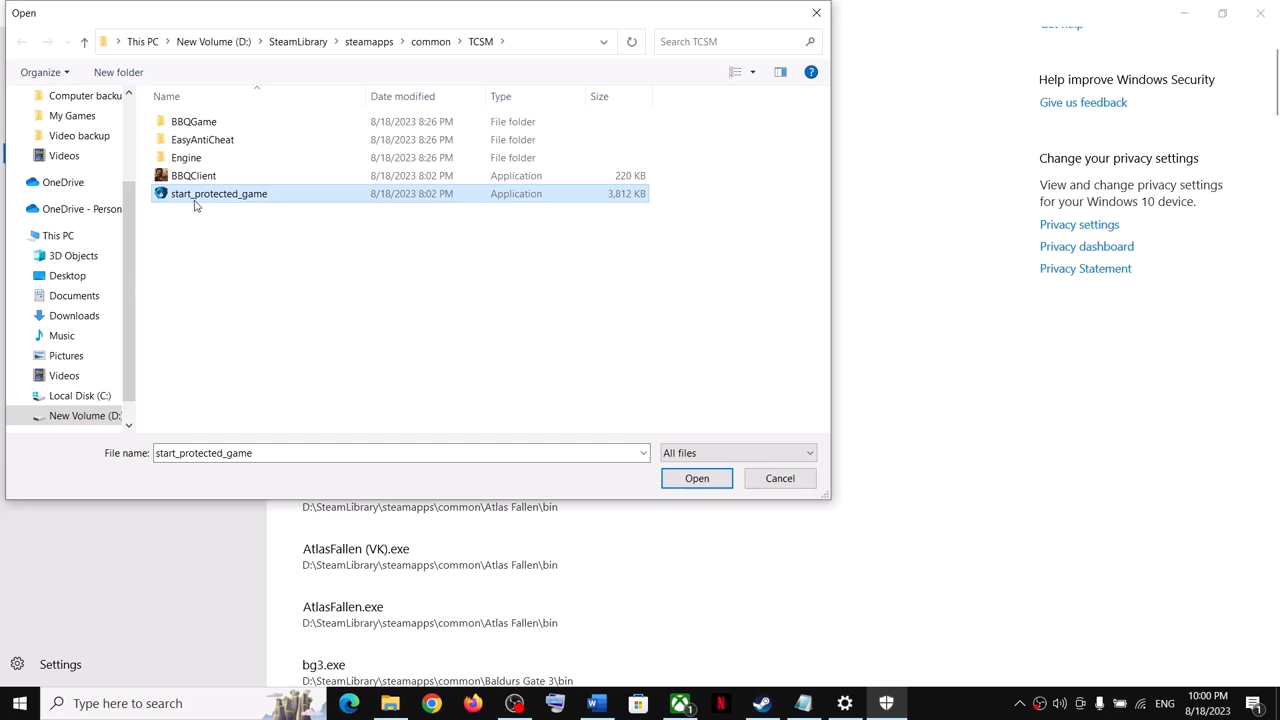 Open
This PC > New Volume (D:) > SteamLibrary > steamapps > common > TCSM >
Search TCSM
Organize
New folder
Name
Date modified
Type
Size
Computer backu
My Games
Video backup
Videos
OneDrive
OneDrive - Person
This PC
3D Objects
Desktop
Documents
Downloads
Music
Pictures
Videos
Local Disk (C:)
New Volume (D:
BBQGame 8/18/2023 8:26 PM File folder
EasyAntiCheat 8/18/2023 8:26 PM File folder
Engine 8/18/2023 8:26 PM File folder
BBQClient 8/18/2023 8:02 PM Application 220 KB
start_protected_game 8/18/2023 8:02 PM Application 3,812 KB
File name: start_protected_game
All files
Open
Cancel
Get help
Help improve Windows Security
Give us feedback
Change your privacy settings
View and change privacy settings
for your Windows 10 device.
Privacy settings
Privacy dashboard
Privacy Statement
D:\SteamLibrary\steamapps\common\Atlas Fallen\bin
AtlasFallen (VK).exe
D:\SteamLibrary\steamapps\common\Atlas Fallen\bin
AtlasFallen.exe
D:\SteamLibrary\steamapps\common\Atlas Fallen\bin
bg3.exe
D:\SteamLibrary\steamapps\common\Baldurs Gate 3\bin
Settings
Type here to search
ENG
10:00 PM
8/18/2023